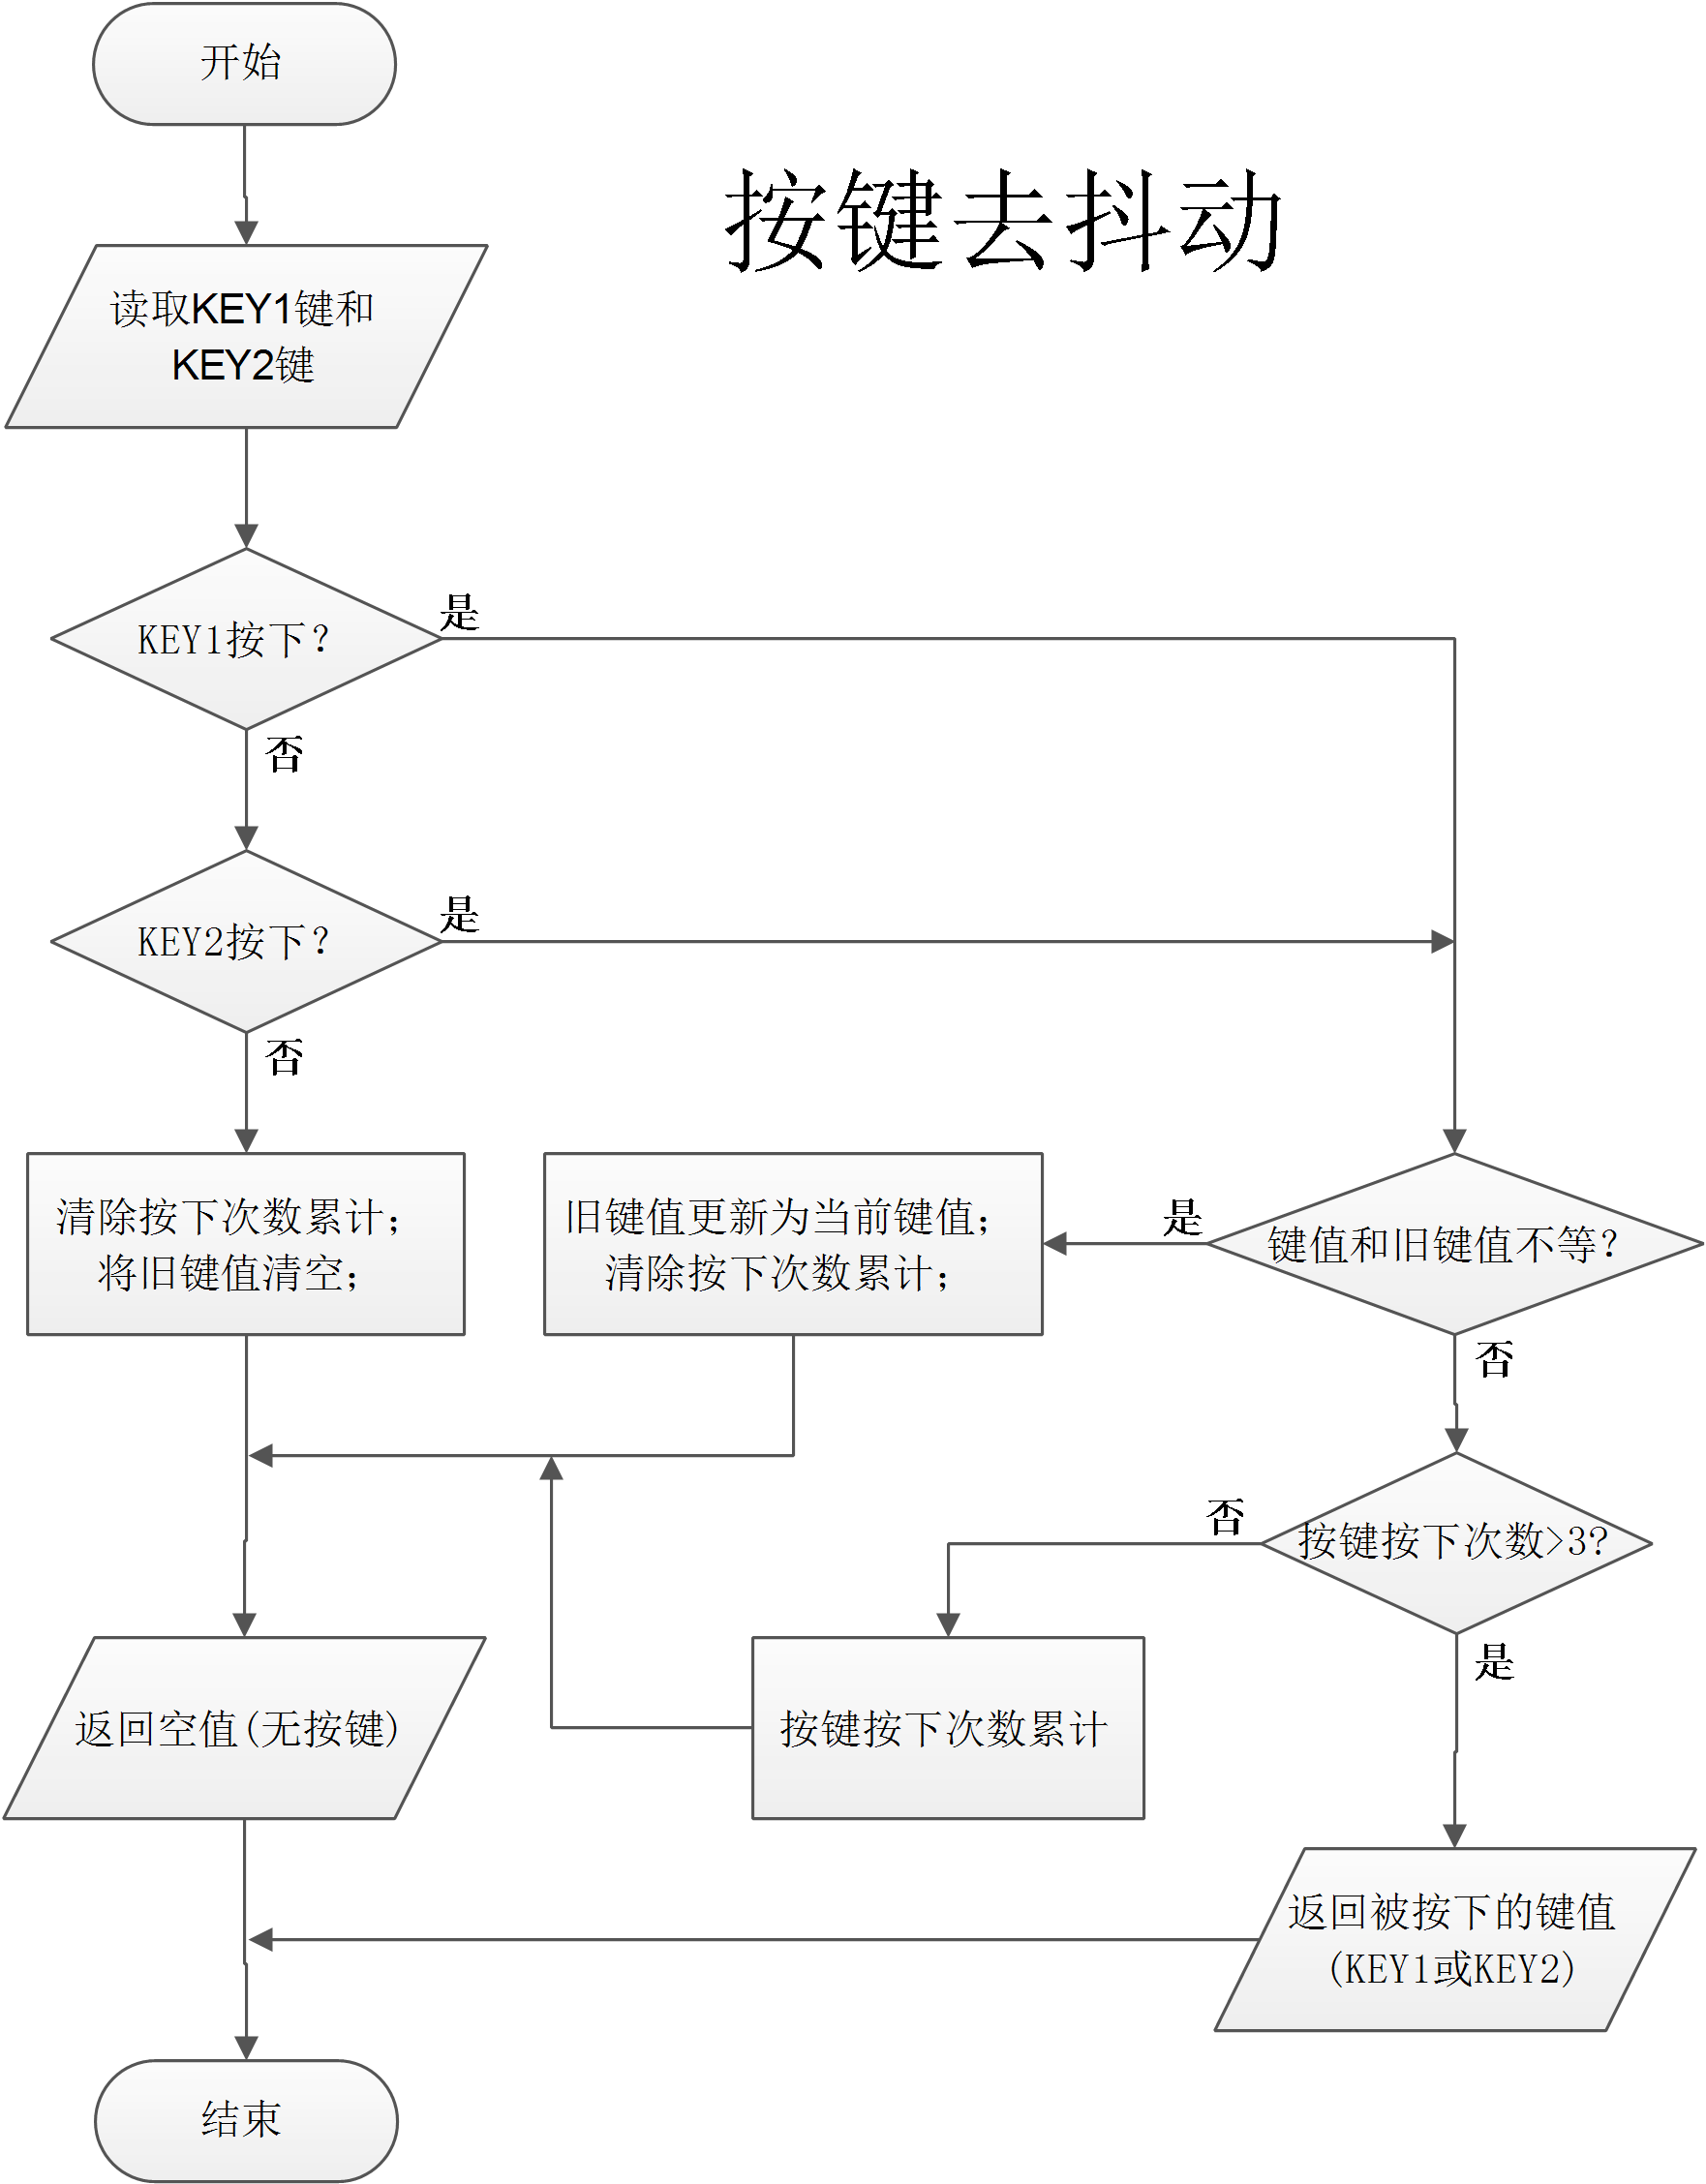 开始
按键去抖动
读取KEY1键和
KEY2键
KEY1按下？
是
否
KEY2按下？
是
否
清除按下次数累计；
将旧键值清空；
旧键值更新为当前键值；
清除按下次数累计；
是
键值和旧键值不等？
否
否
按键按下次数>3?
是
返回空值(无按键)
按键按下次数累计
返回被按下的键值
(KEY1或KEY2)
结束